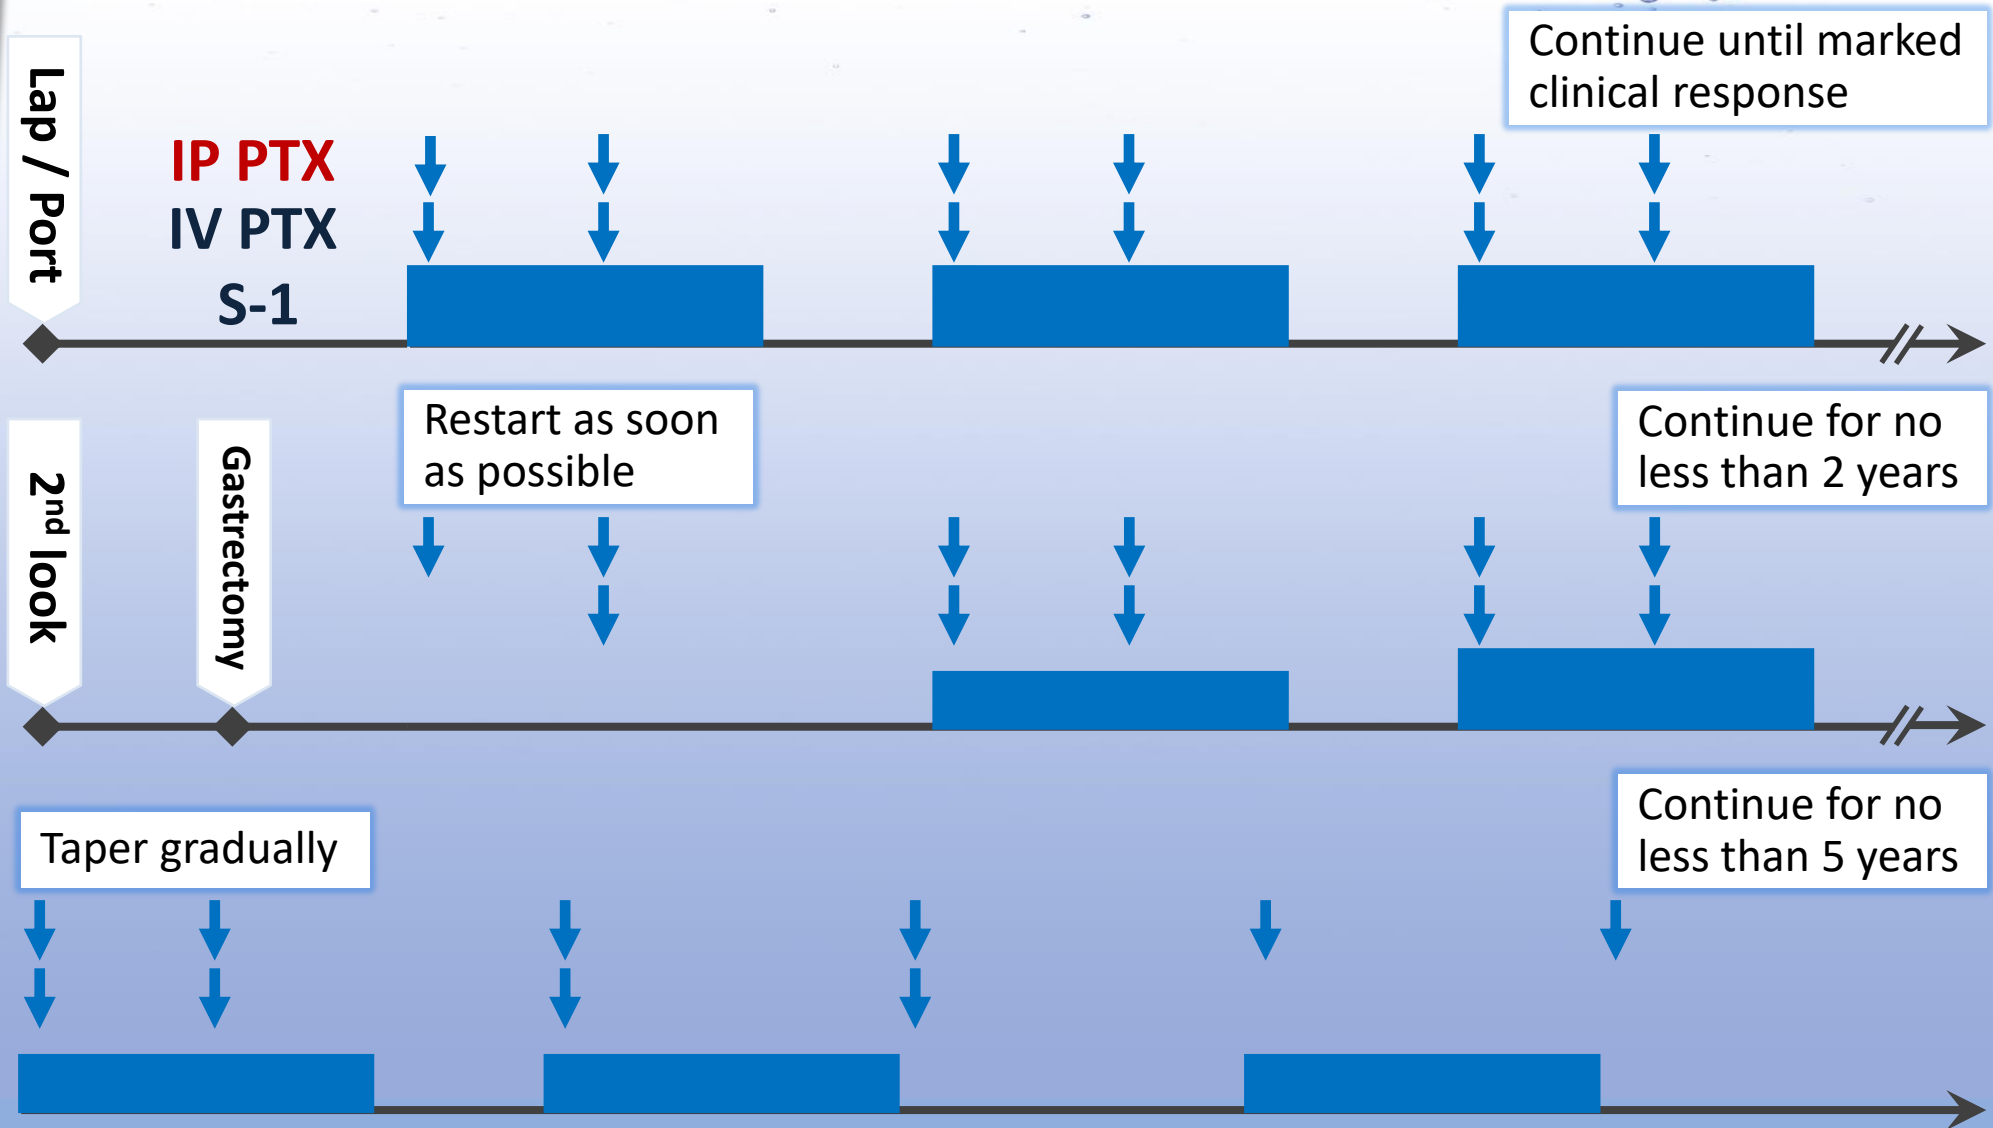 Lap / Port
Continue until marked
clinical response
IP PTX
IV PTX
S-1
2nd look
Gastrectomy
Restart as soon
as possible
Continue for no
less than 2 years
Taper gradually
Continue for no
less than 5 years